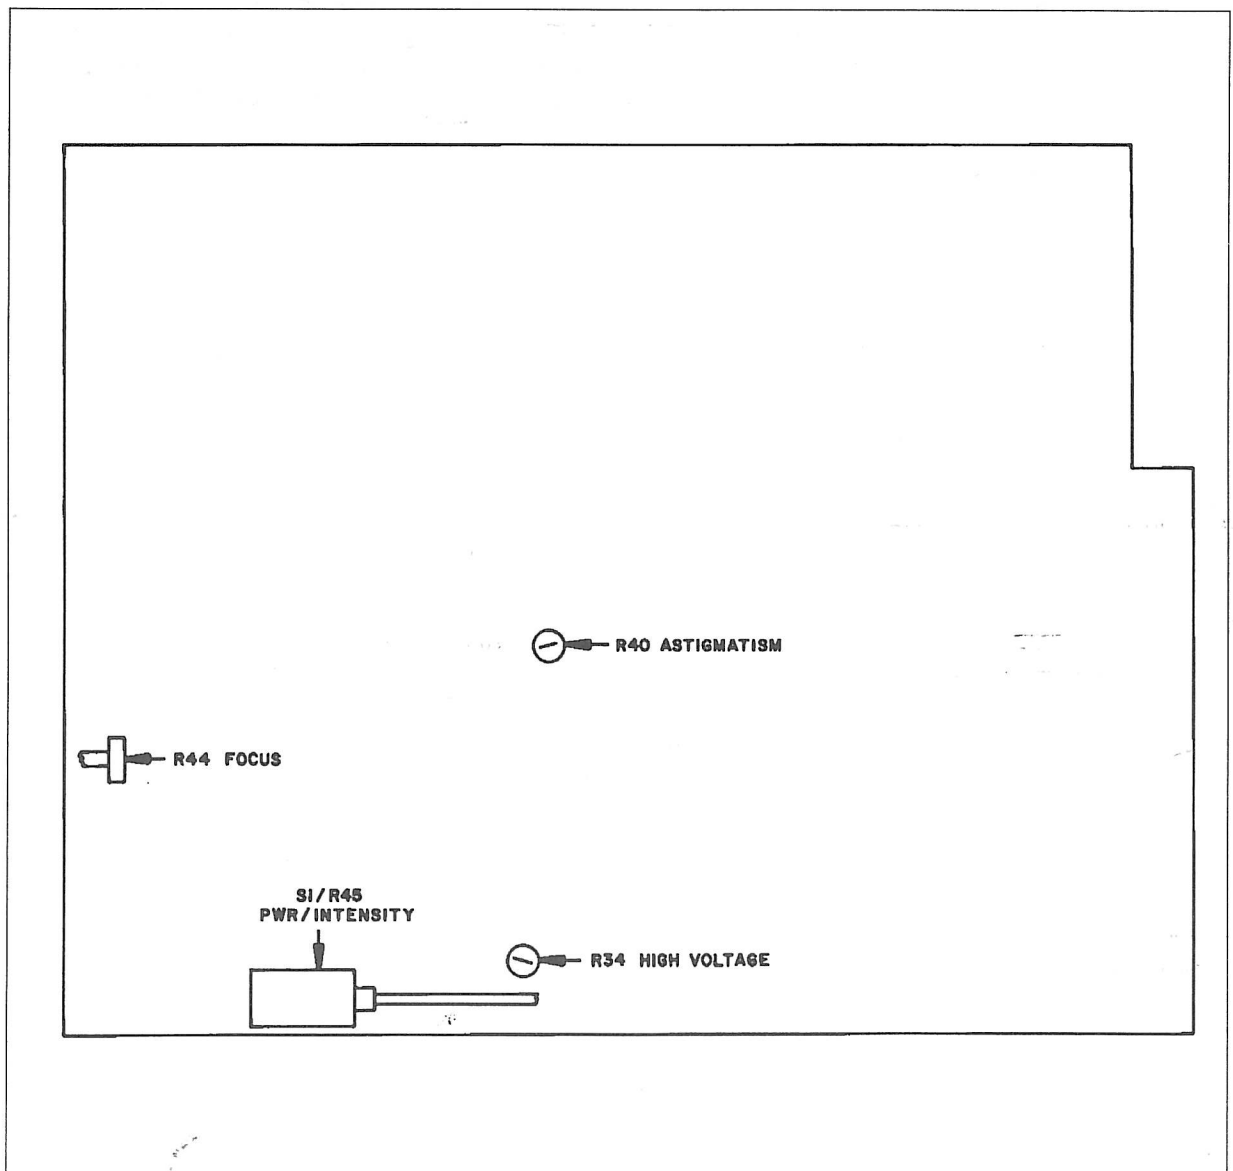 R40 ASTIGMATISM
R44 FOCUS
S1/R45
PWR/INTENSITY
R34 HIGH VOLTAGE